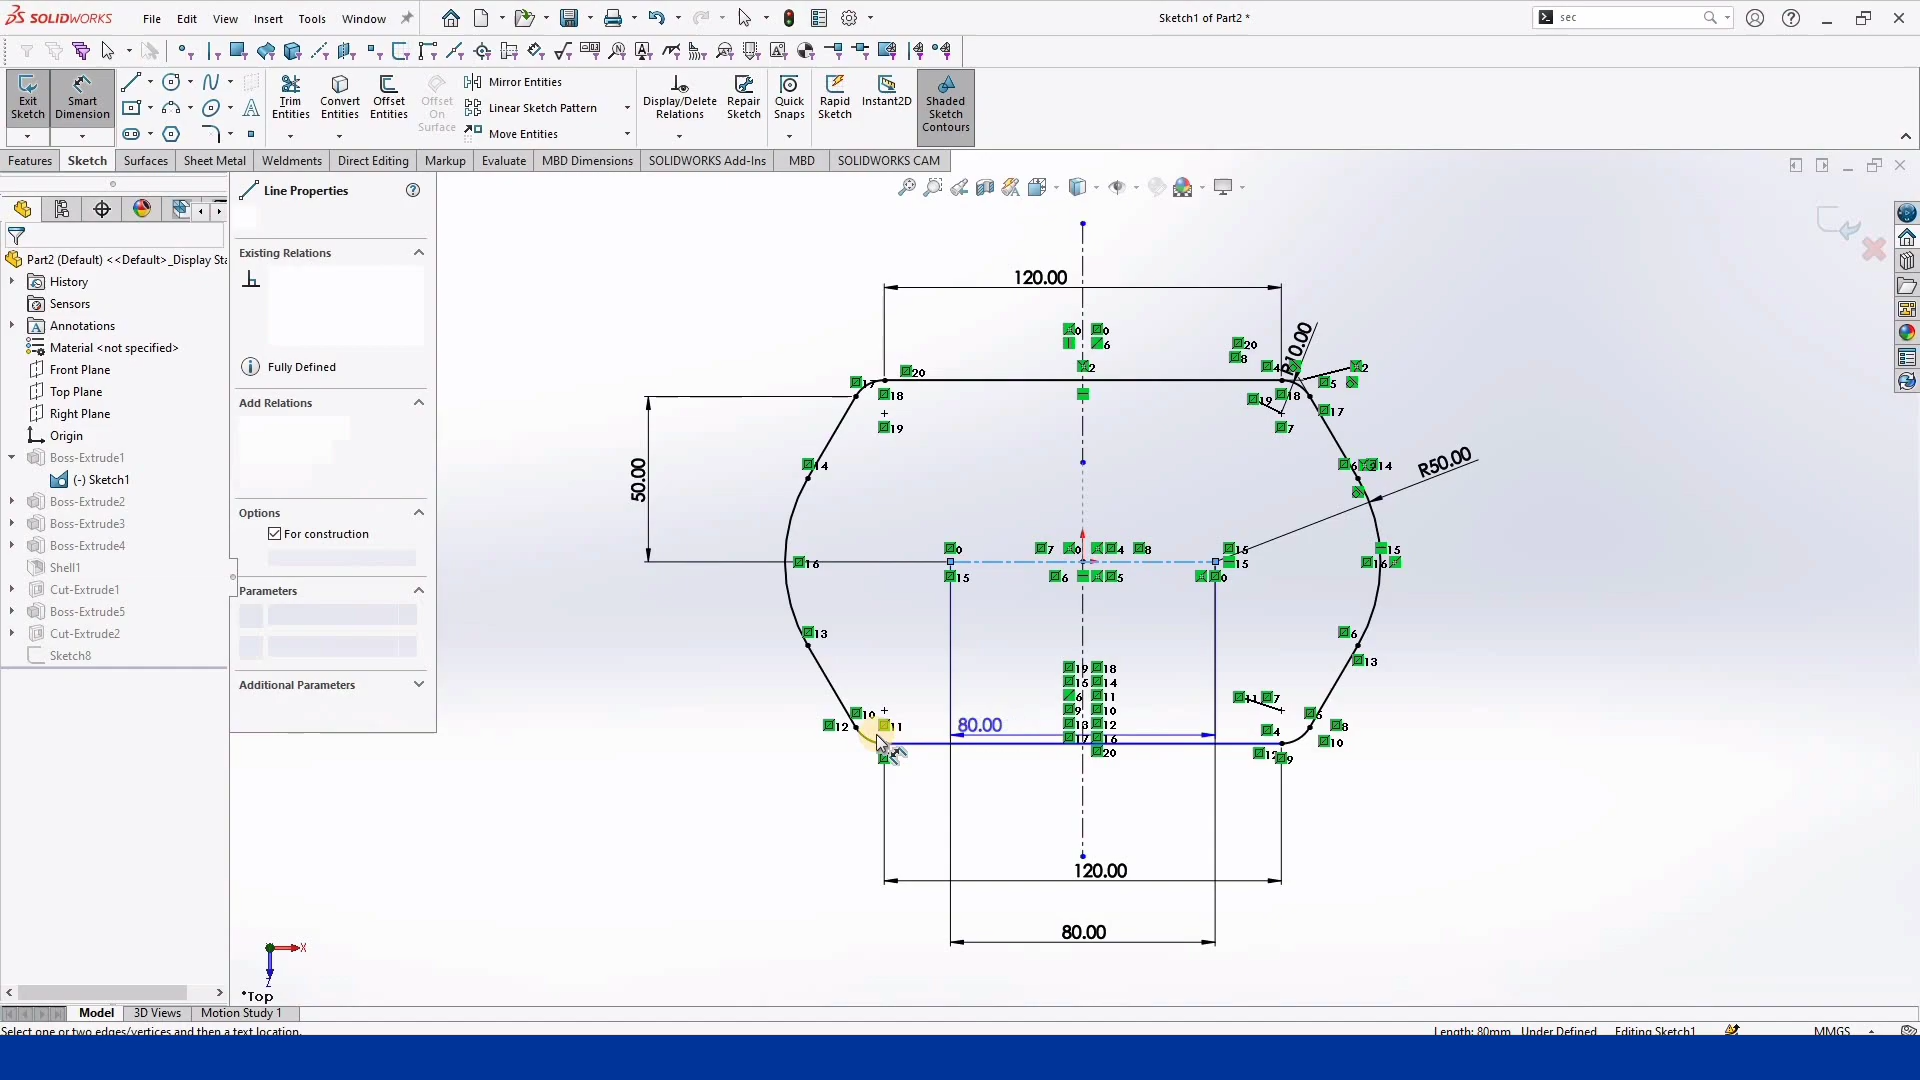 SOLIDWORKS
File Edit View Insert Tools Window
Sketch1 of Part2 *
sec
Exit Sketch
Smart Dimension
Trim Entities
Convert Entities
Offset Entities
Offset On Surface
Mirror Entities
Linear Sketch Pattern
Move Entities
Display/Delete Relations
Repair Sketch
Quick Snaps
Rapid Sketch
Instant2D
Shaded Sketch Contours
Features Sketch Surfaces Sheet Metal Weldments Direct Editing Markup Evaluate MBD Dimensions SOLIDWORKS Add-Ins MBD SOLIDWORKS CAM
Part2 (Default) <<Default>_Display Sta
History
Sensors
Annotations
Material <not specified>
Front Plane
Top Plane
Right Plane
Origin
Boss-Extrude1
(-) Sketch1
Boss-Extrude2
Boss-Extrude3
Boss-Extrude4
Shell1
Cut-Extrude1
Boss-Extrude5
Cut-Extrude2
Sketch8
Line Properties
Existing Relations
Fully Defined
Add Relations
Options
For construction
Parameters
Additional Parameters
120.00
R10.00
R50.00
50.00
80.00
120.00
80.00
X
Z
*Top
Model 3D Views Motion Study 1
Select one or two edges/vertices and then a text location.
Length: 80mm Under Defined Editing Sketch1 MMGS